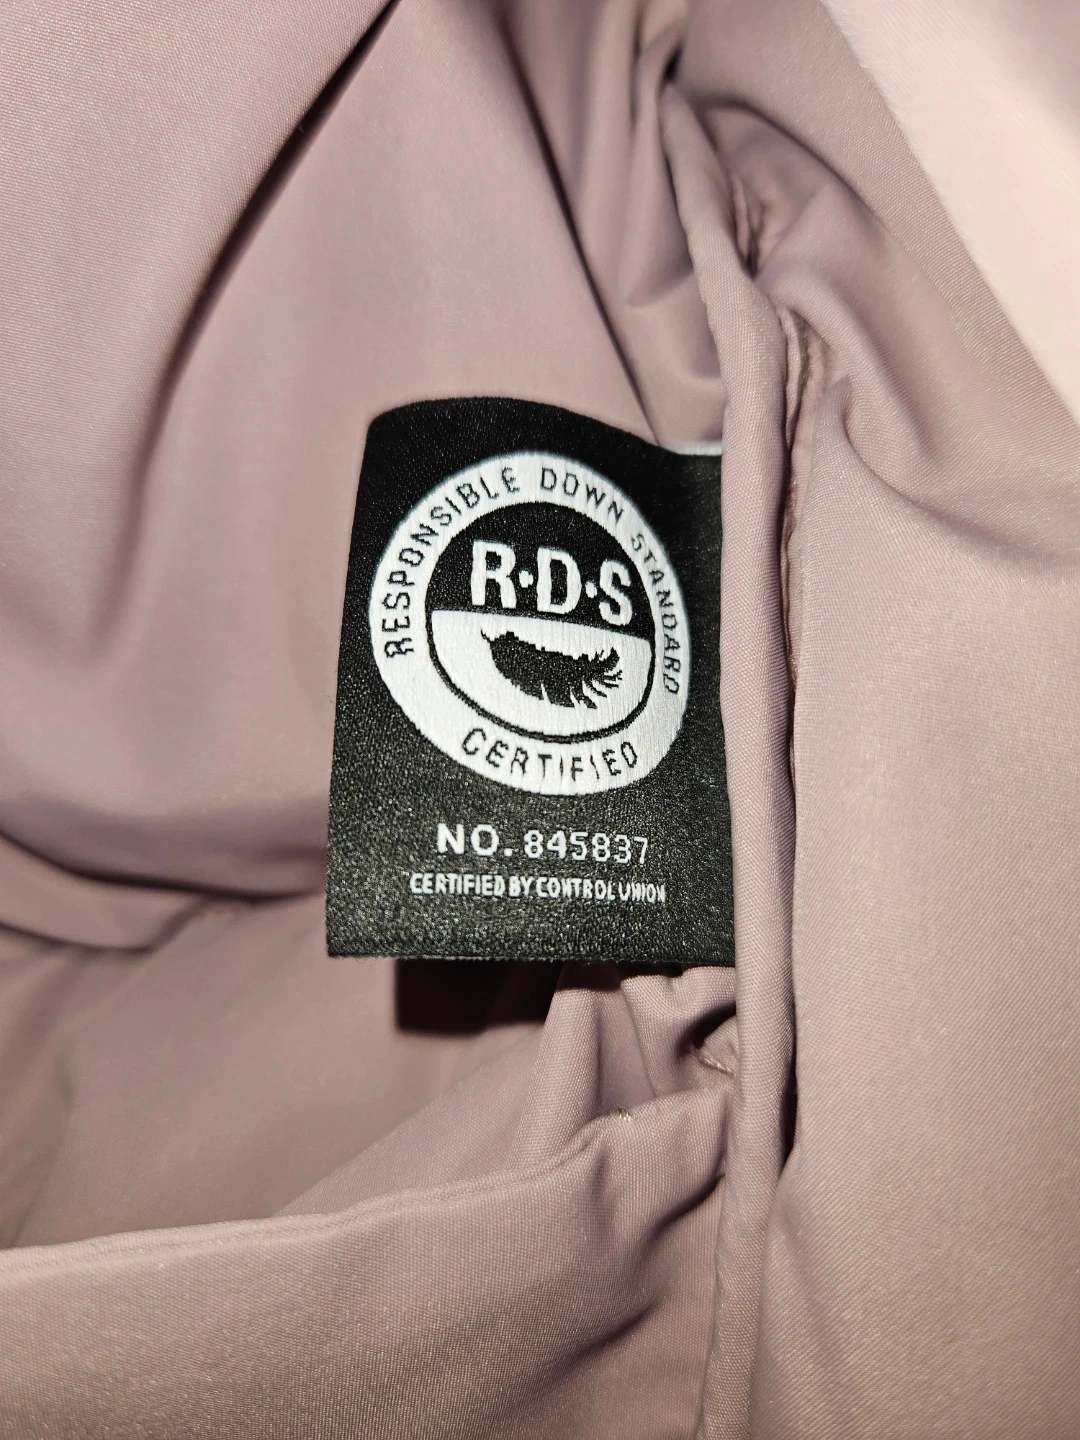 RESPONSIBLE DOWN STANDARD
R·D·S
CERTIFIED
NO. 845837
CERTIFIED BY CONTROL UNION